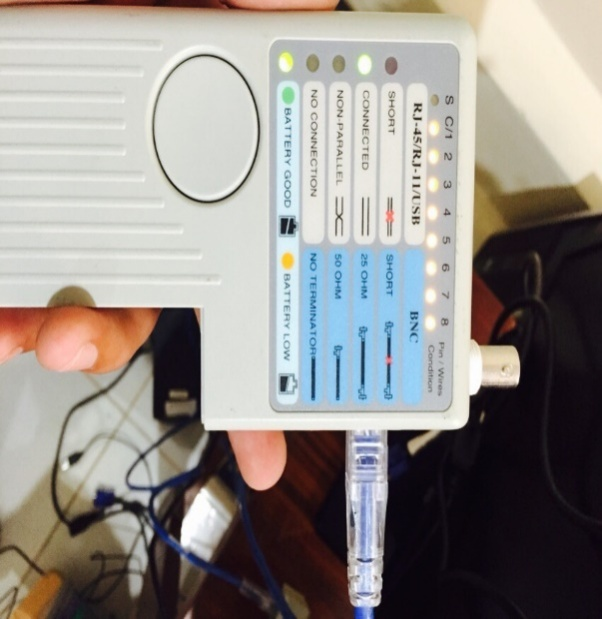 S C/1 2 3 4 5 6 7 8
Pin / Wires
Condition
RJ-45/RJ-11/USB BNC
SHORT SHORT
CONNECTED 25 OHM
NON-PARALLEL 50 OHM
NO CONNECTION NO TERMINATOR
BATTERY GOOD BATTERY LOW